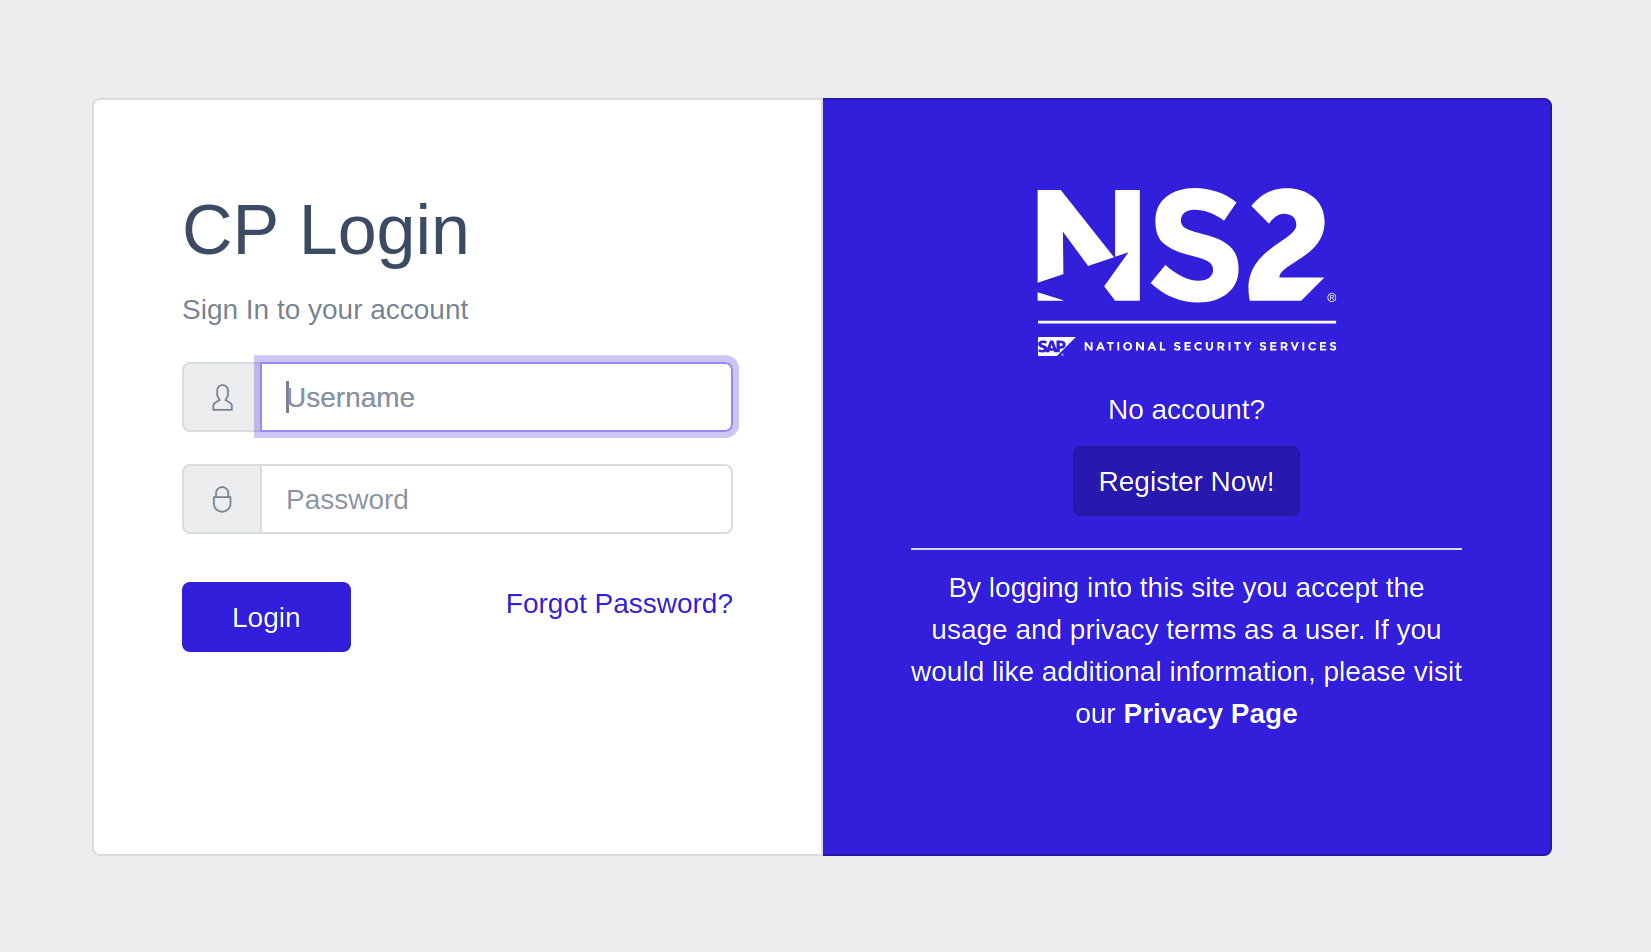 CP Login
Sign In to your account
Username
Password
Login
Forgot Password?
NS2®
SAP NATIONAL SECURITY SERVICES
No account?
Register Now!
By logging into this site you accept the
usage and privacy terms as a user. If you
would like additional information, please visit
our Privacy Page